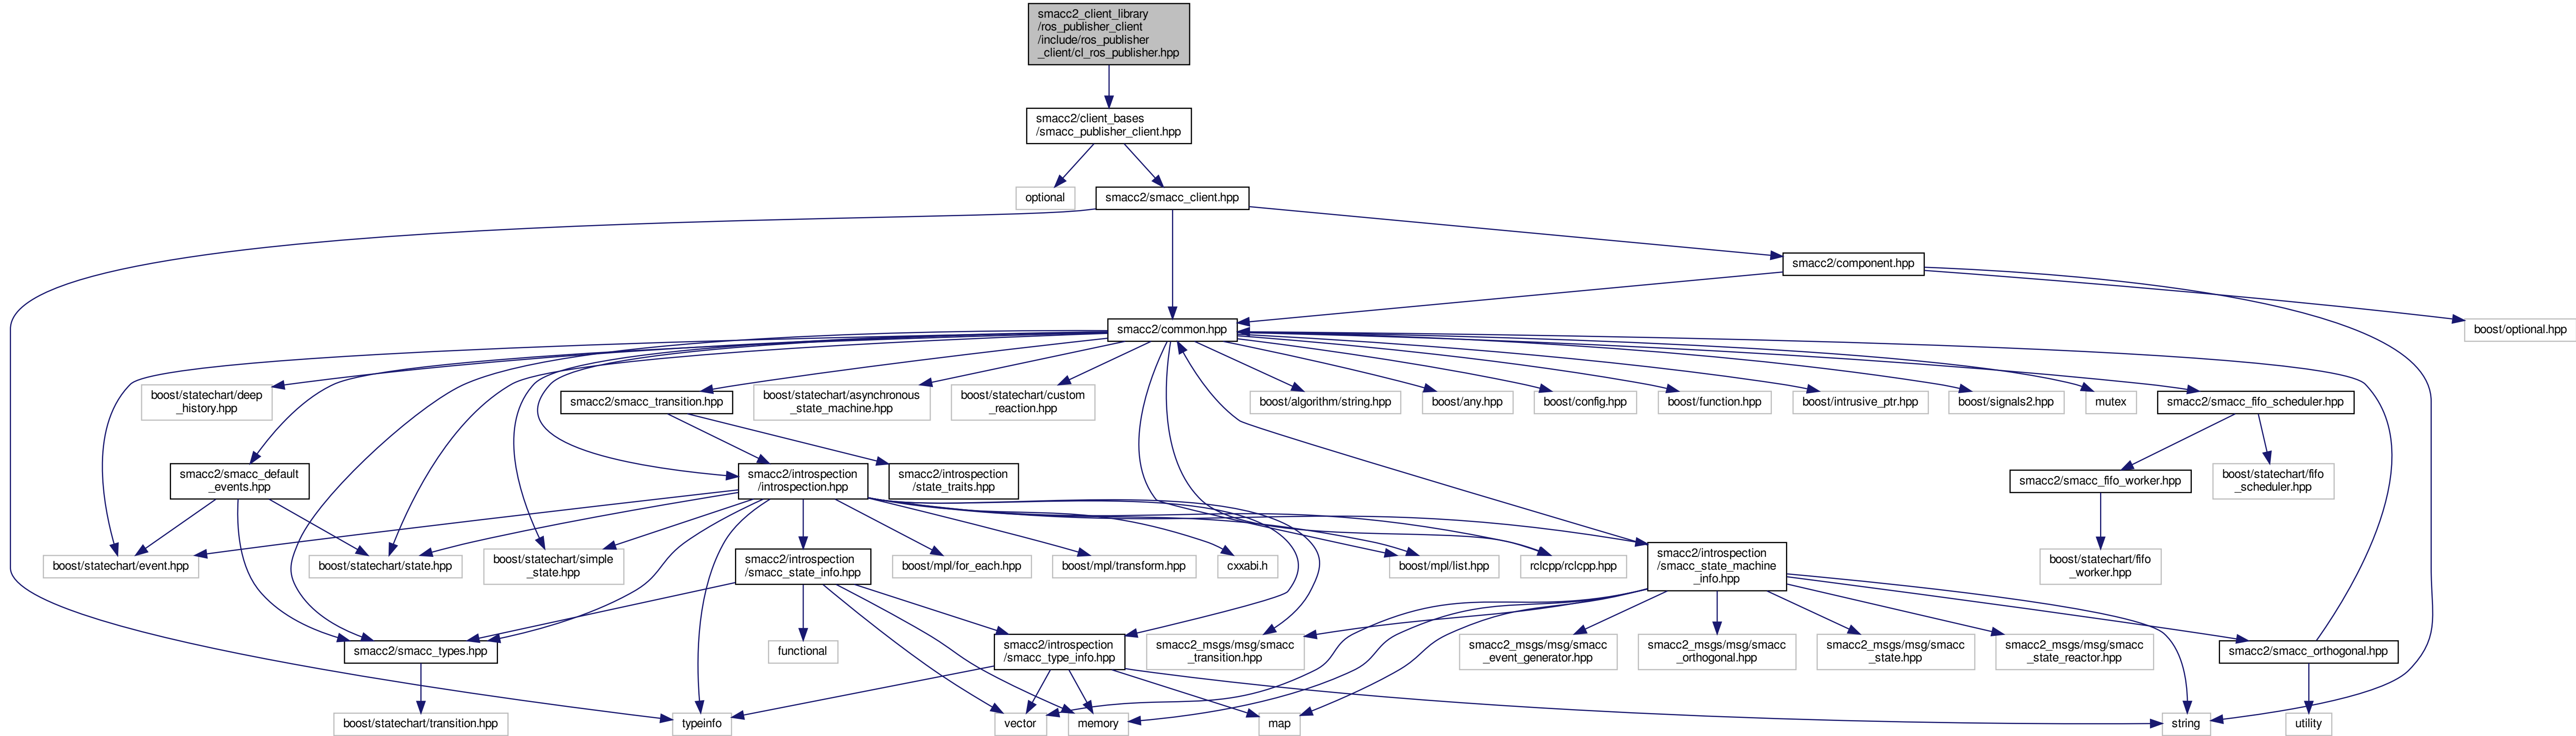 smacc2_client_library
/ros_publisher_client
/include/ros_publisher
_client/cl_ros_publisher.hpp
smacc2/client_bases
/smacc_publisher_client.hpp
optional
smacc2/smacc_client.hpp
smacc2/component.hpp
smacc2/common.hpp
boost/optional.hpp
boost/statechart/deep
_history.hpp
smacc2/smacc_transition.hpp
boost/statechart/asynchronous
_state_machine.hpp
boost/statechart/custom
_reaction.hpp
boost/algorithm/string.hpp
boost/any.hpp
boost/config.hpp
boost/function.hpp
boost/intrusive_ptr.hpp
boost/signals2.hpp
mutex
smacc2/smacc_fifo_scheduler.hpp
smacc2/smacc_default
_events.hpp
smacc2/introspection
/introspection.hpp
smacc2/introspection
/state_traits.hpp
smacc2/smacc_fifo_worker.hpp
boost/statechart/fifo
_scheduler.hpp
boost/statechart/event.hpp
boost/statechart/state.hpp
boost/statechart/simple
_state.hpp
smacc2/introspection
/smacc_state_info.hpp
boost/mpl/for_each.hpp
boost/mpl/transform.hpp
cxxabi.h
boost/mpl/list.hpp
rclcpp/rclcpp.hpp
smacc2/introspection
/smacc_state_machine
_info.hpp
boost/statechart/fifo
_worker.hpp
smacc2/smacc_types.hpp
functional
smacc2/introspection
/smacc_type_info.hpp
smacc2_msgs/msg/smacc
_transition.hpp
smacc2_msgs/msg/smacc
_event_generator.hpp
smacc2_msgs/msg/smacc
_orthogonal.hpp
smacc2_msgs/msg/smacc
_state.hpp
smacc2_msgs/msg/smacc
_state_reactor.hpp
smacc2/smacc_orthogonal.hpp
boost/statechart/transition.hpp
typeinfo
vector
memory
map
string
utility